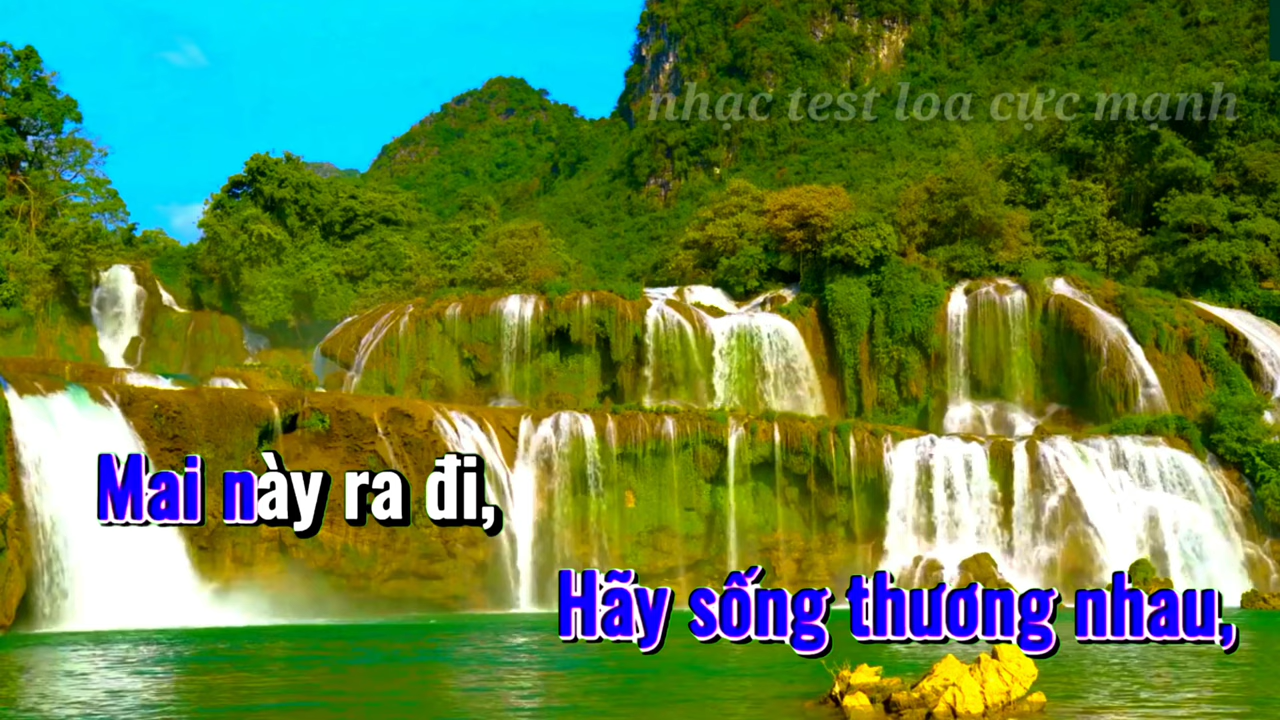 nhạc test loa cực mạnh
Mai này ra đi,
Hãy sống thương nhau,